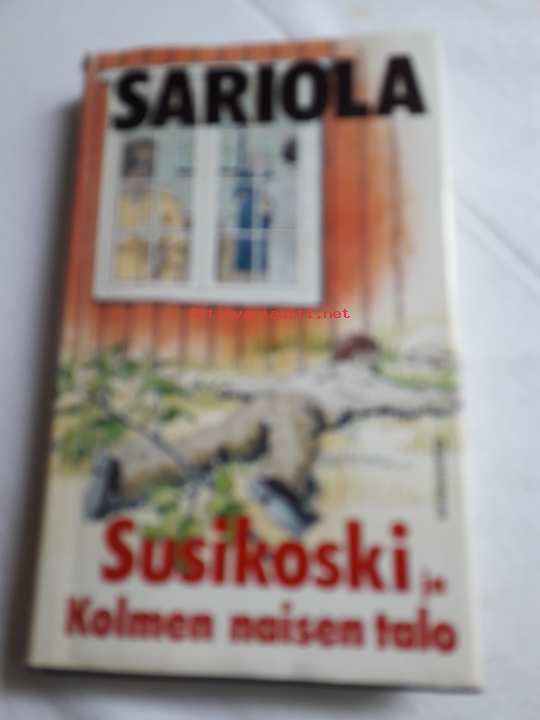 SARIOLA
Susikoski ja
Kolmen naisen talo